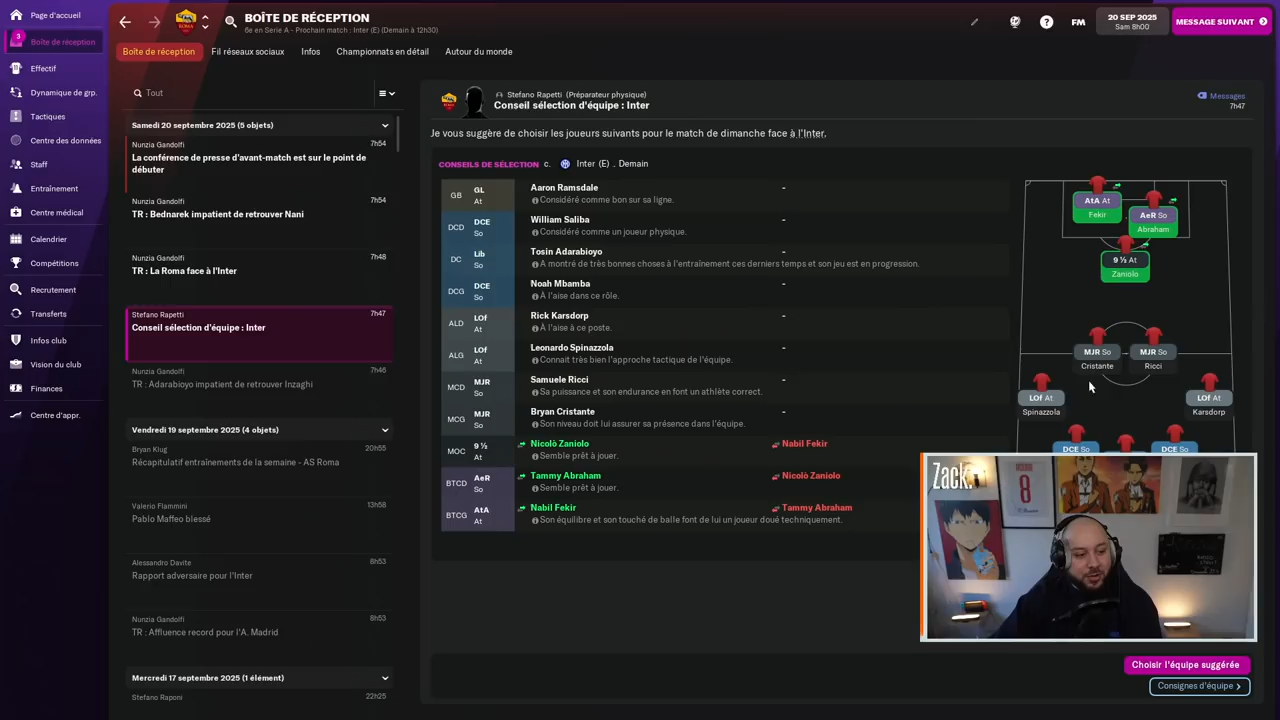 Page d'accueil
3
Boîte de réception
Effectif
Dynamique de grp.
Tactiques
Centre des données
Staff
Entraînement
Centre médical
Calendrier
Compétitions
Recrutement
Transferts
Infos club
Vision du club
Finances
Centre d'appr.
ROMA
BOÎTE DE RÉCEPTION
6e en Serie A - Prochain match : Inter (E) (Demain à 12h30)
FM
20 SEP 2025
Sam 8h00
MESSAGE SUIVANT
Boîte de réception
Fil réseaux sociaux
Infos
Championnats en détail
Autour du monde
Tout
Samedi 20 septembre 2025 (5 objets)
Nunzia Gandolfi
7h54
La conférence de presse d'avant-match est sur le point de
débuter
Nunzia Gandolfi
7h54
TR : Bednarek impatient de retrouver Nani
Nunzia Gandolfi
7h48
TR : La Roma face à l'Inter
Stefano Rapetti
7h47
Conseil sélection d'équipe : Inter
Nunzia Gandolfi
7h46
TR : Adarabioyo impatient de retrouver Inzaghi
Vendredi 19 septembre 2025 (4 objets)
Bryan Klug
20h55
Récapitulatif entraînements de la semaine - AS Roma
Valerio Flammini
13h58
Pablo Maffeo blessé
Alessandro Davite
8h53
Rapport adversaire pour l'Inter
Nunzia Gandolfi
8h53
TR : Affluence record pour l'A. Madrid
Mercredi 17 septembre 2025 (1 élément)
Stefano Raponi
22h25
Stefano Rapetti (Préparateur physique)
Conseil sélection d'équipe : Inter
Messages
7h47
Je vous suggère de choisir les joueurs suivants pour le match de dimanche face à l'Inter.
CONSEILS DE SÉLECTION c. Inter (E) . Demain
GB GL At Aaron Ramsdale -
Considéré comme bon sur sa ligne.
DCD DCE So William Saliba -
Considéré comme un joueur physique.
DC Lib So Tosin Adarabioyo -
A montré de très bonnes choses à l'entraînement ces derniers temps et son jeu est en progression.
DCG DCE So Noah Mbamba -
À l'aise dans ce rôle.
ALD LOf At Rick Karsdorp -
À l'aise à ce poste.
ALG LOf At Leonardo Spinazzola -
Connait très bien l'approche tactique de l'équipe.
MCD MJR So Samuele Ricci -
Sa puissance et son endurance en font un athlète correct.
MCG MJR So Bryan Cristante -
Son niveau doit lui assurer sa présence dans l'équipe.
MOC 9 ½ At Nicolò Zaniolo Nabil Fekir
Semble prêt à jouer.
BTCD AeR So Tammy Abraham Nicolò Zaniolo
Semble prêt à jouer.
BTCG AtA At Nabil Fekir Tammy Abraham
Son équilibre et son touché de balle font de lui un joueur doué techniquement.
AtA At
Fekir
AeR So
Abraham
9 ½ At
Zaniolo
MJR So
Cristante
MJR So
Ricci
LOf At
Spinazzola
LOf At
Karsdorp
DCE So
DCE So
Zack.
8
Choisir l'équipe suggérée
Consignes d'équipe